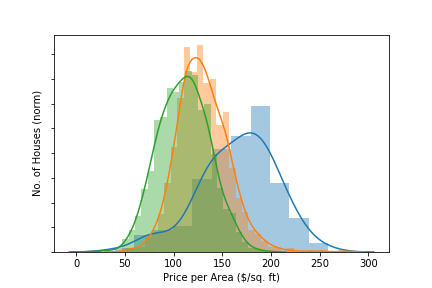 No. of Houses (norm)
0 50 100 150 200 250 300
Price per Area ($/sq. ft)